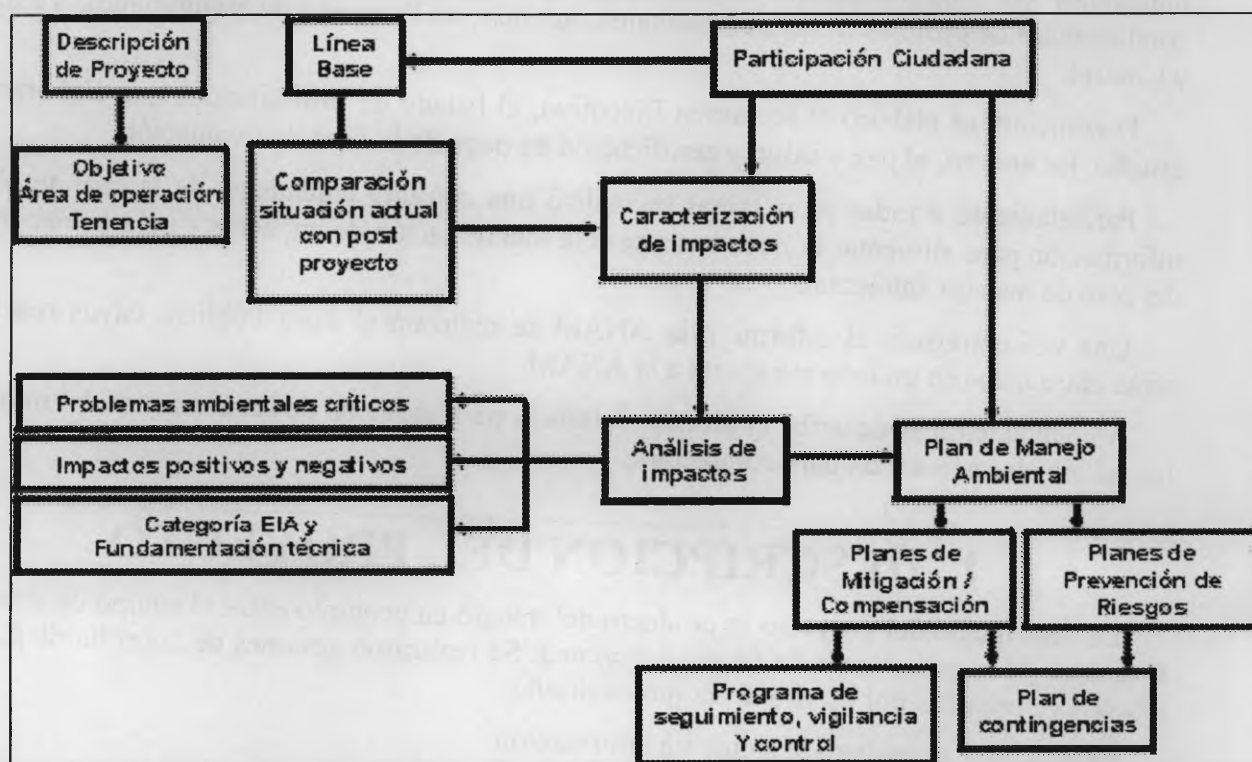 Descripción
de Proyecto
Línea
Base
Participación Ciudadana
Objetivo
Área de operación
Tenencia
Comparación
situación actual
con post
proyecto
Caracterización
de impactos
Problemas ambientales críticos
Impactos positivos y negativos
Categoría EIA y
Fundamentación técnica
Análisis de
impactos
Plan de Manejo
Ambiental
Planes de
Mitigación /
Compensación
Planes de
Prevención de
Riesgos
Programa de
seguimiento, vigilancia
Y control
Plan de
contingencias